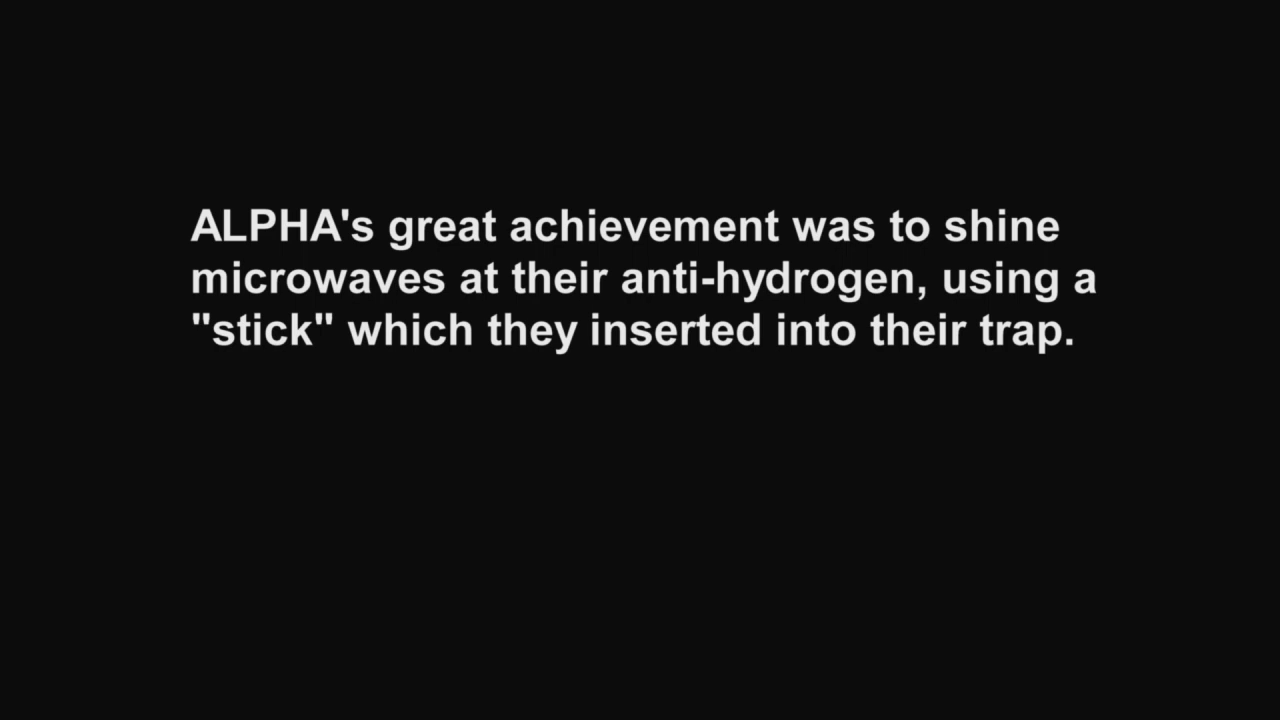 ALPHA's great achievement was to shine
microwaves at their anti-hydrogen, using a
"stick" which they inserted into their trap.